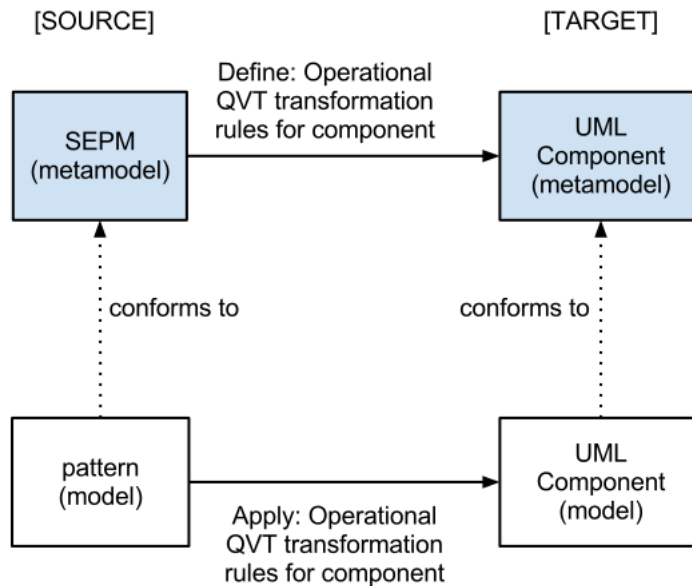 [SOURCE]
[TARGET]
Define: Operational
QVT transformation
rules for component
SEPM
(metamodel)
UML
Component
(metamodel)
conforms to
conforms to
pattern
(model)
UML
Component
(model)
Apply: Operational
QVT transformation
rules for component